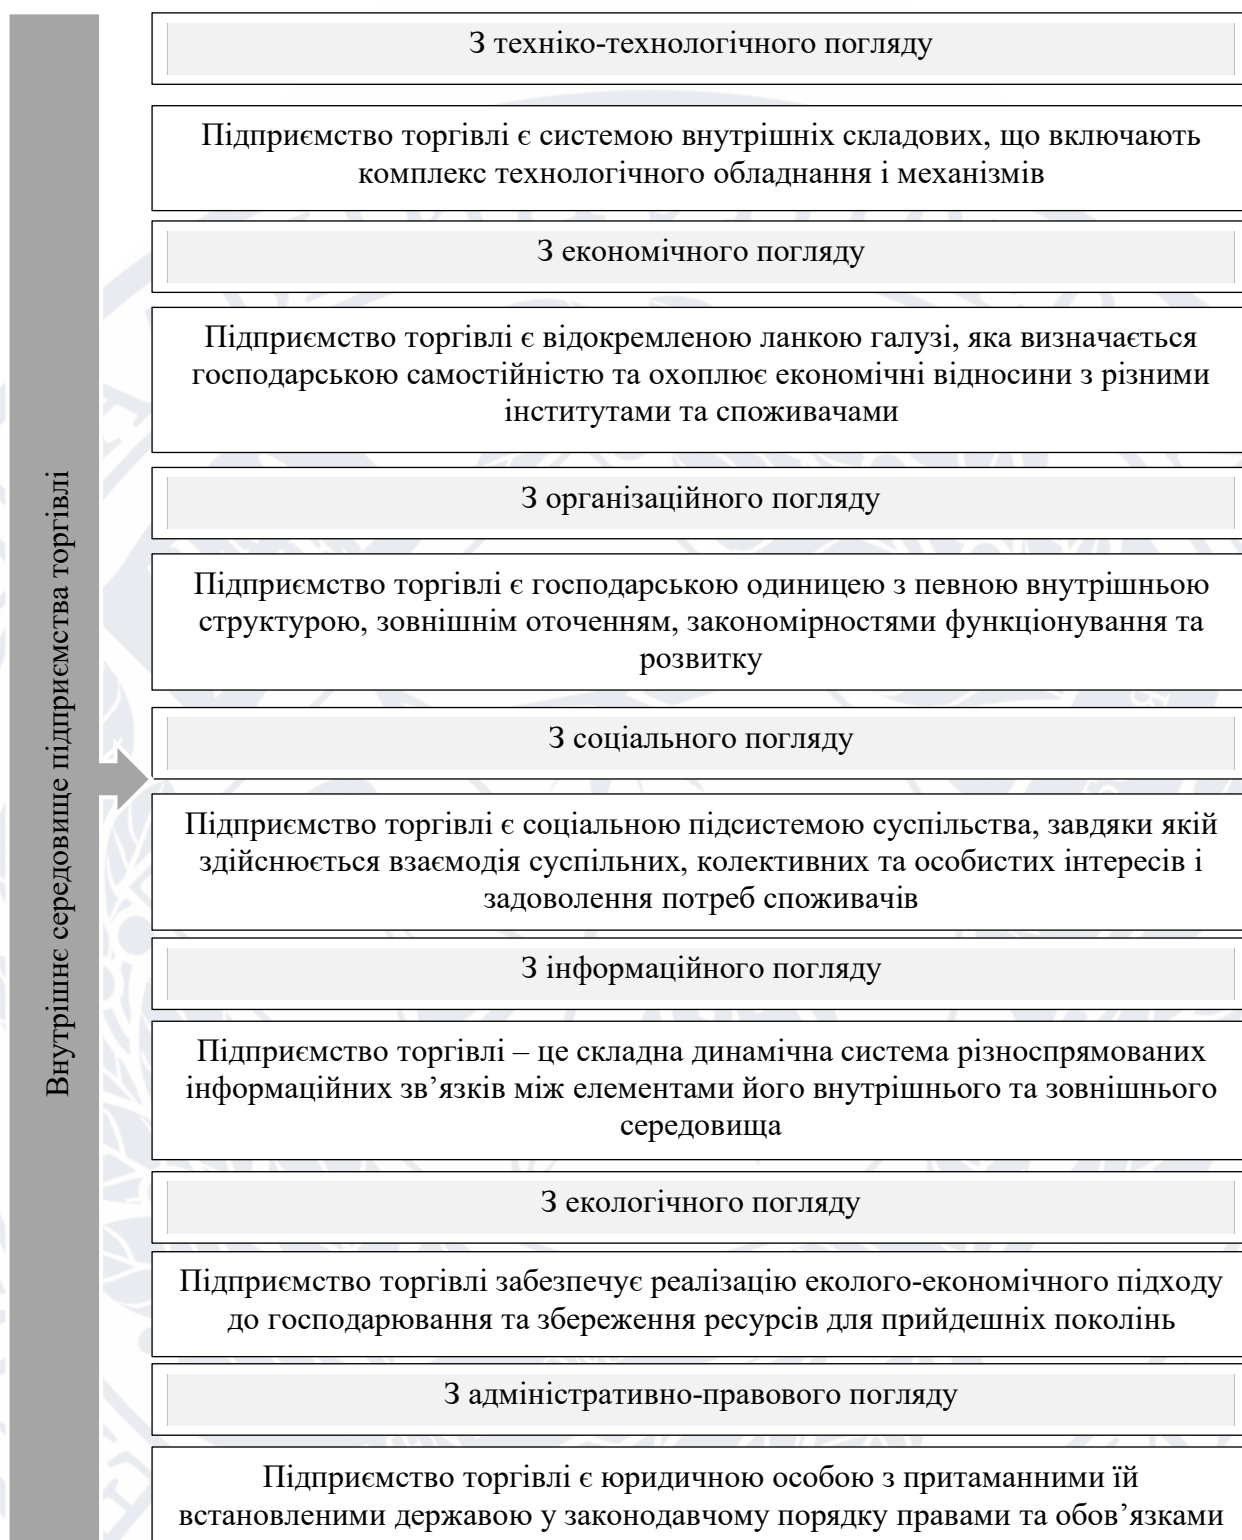 Внутрішнє середовище підприємства торгівлі
З техніко-технологічного погляду
Підприємство торгівлі є системою внутрішніх складових, що включають
комплекс технологічного обладнання і механізмів
З економічного погляду
Підприємство торгівлі є відокремленою ланкою галузі, яка визначається
господарською самостійністю та охоплює економічні відносини з різними
інститутами та споживачами
З організаційного погляду
Підприємство торгівлі є господарською одиницею з певною внутрішньою
структурою, зовнішнім оточенням, закономірностями функціонування та
розвитку
З соціального погляду
Підприємство торгівлі є соціальною підсистемою суспільства, завдяки якій
здійснюється взаємодія суспільних, колективних та особистих інтересів і
задоволення потреб споживачів
З інформаційного погляду
Підприємство торгівлі – це складна динамічна система різноспрямованих
інформаційних зв’язків між елементами його внутрішнього та зовнішнього
середовища
З екологічного погляду
Підприємство торгівлі забезпечує реалізацію еколого-економічного підходу
до господарювання та збереження ресурсів для прийдешніх поколінь
З адміністративно-правового погляду
Підприємство торгівлі є юридичною особою з притаманними їй
встановленими державою у законодавчому порядку правами та обов’язками